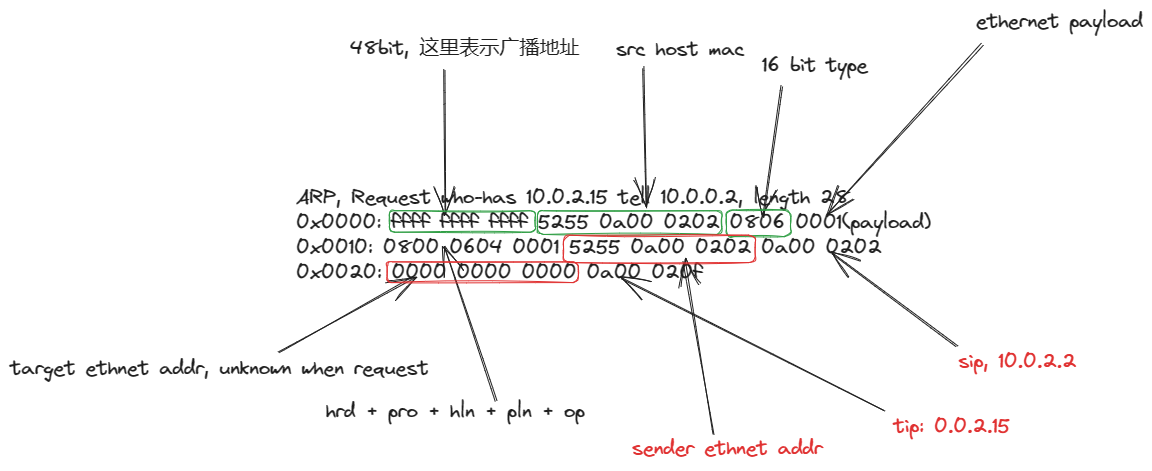 ethernet payload
48bit, 这里表示广播地址
src host mac
16 bit type
ARP, Request who-has 10.0.2.15 tell 10.0.0.2, length 28
0x0000: ffff ffff ffff 5255 0a00 0202 0806 0001(payload)
0x0010: 0800 0604 0001 5255 0a00 0202 0a00 0202
0x0020: 0000 0000 0000 0a00 020f
target ethnet addr, unknown when request
sip, 10.0.2.2
hrd + pro + hln + pln + op
tip: 0.0.2.15
sender ethnet addr